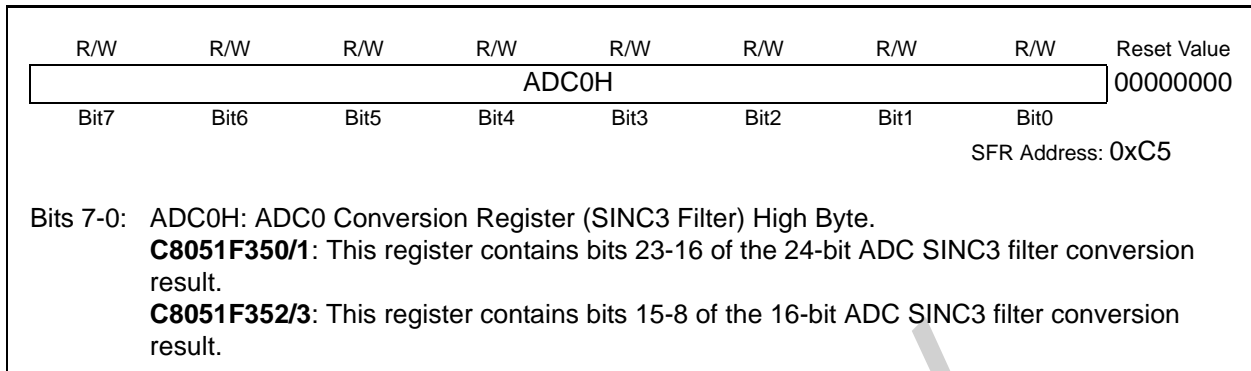 R/W R/W R/W R/W R/W R/W R/W R/W Reset Value
ADC0H 00000000
Bit7 Bit6 Bit5 Bit4 Bit3 Bit2 Bit1 Bit0
SFR Address: 0xC5
Bits 7-0: ADC0H: ADC0 Conversion Register (SINC3 Filter) High Byte.
C8051F350/1: This register contains bits 23-16 of the 24-bit ADC SINC3 filter conversion
result.
C8051F352/3: This register contains bits 15-8 of the 16-bit ADC SINC3 filter conversion
result.